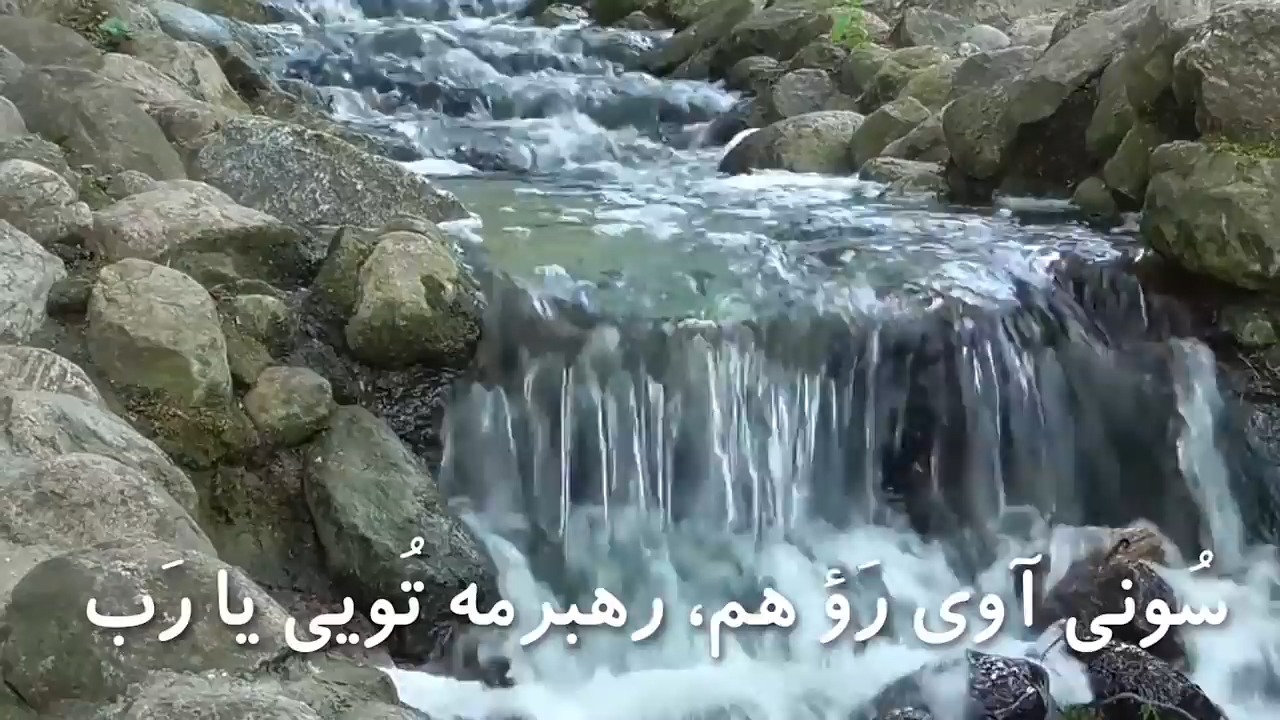 سُونی آوی رَؤ هم، رهبرمه تُویی یا رَب